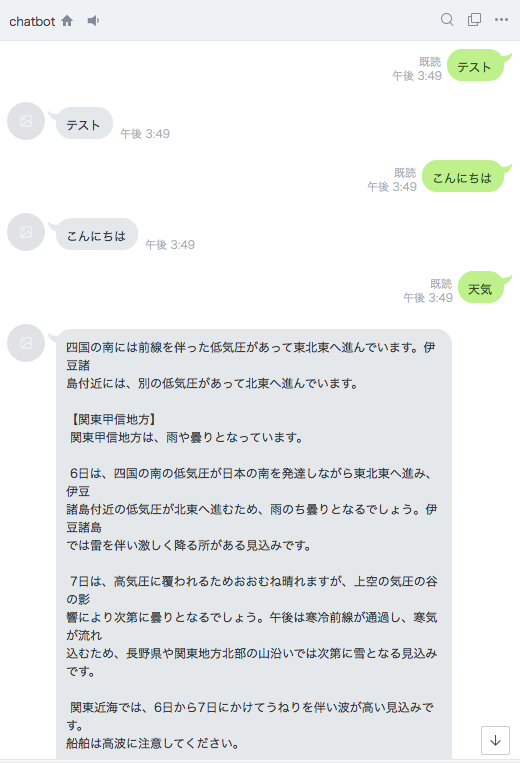 chatbot
既読
午後 3:49
テスト
テスト
午後 3:49
既読
午後 3:49
こんにちは
こんにちは
午後 3:49
既読
午後 3:49
天気
四国の南には前線を伴った低気圧があって東北東へ進んでいます。伊
豆諸
島付近には、別の低気圧があって北東へ進んでいます。
【関東甲信地方】
関東甲信地方は、雨や曇りとなっています。
6日は、四国の南の低気圧が日本の南を発達しながら東北東へ進み、
伊豆
諸島付近の低気圧が北東へ進むため、雨のち曇りとなるでしょう。伊
豆諸島
では雷を伴い激しく降る所がある見込みです。
7日は、高気圧に覆われるためおおむね晴れますが、上空の気圧の谷
の影
響により次第に曇りとなるでしょう。午後は寒冷前線が通過し、寒気
が流れ
込むため、長野県や関東地方北部の山沿いでは次第に雪となる見込み
です。
関東近海では、6日から7日にかけてうねりを伴い波が高い見込みで
す。
船舶は高波に注意してください。